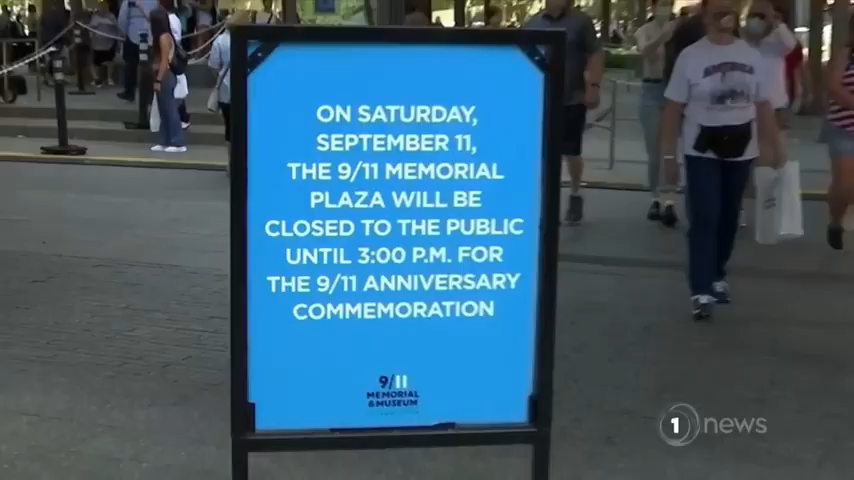 ON SATURDAY,
SEPTEMBER 11,
THE 9/11 MEMORIAL
PLAZA WILL BE
CLOSED TO THE PUBLIC
UNTIL 3:00 P.M. FOR
THE 9/11 ANNIVERSARY
COMMEMORATION
9/11
MEMORIAL
& MUSEUM
1 news